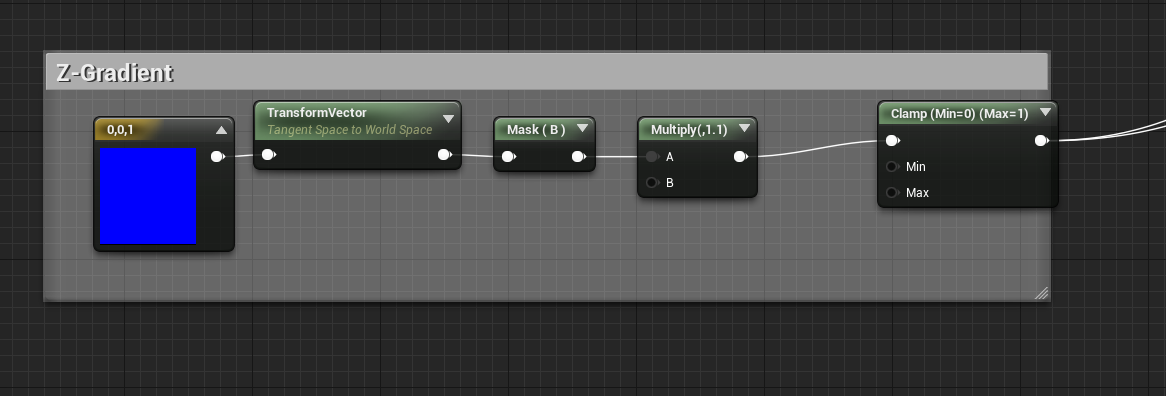 Z-Gradient
0,0,1
TransformVector
Tangent Space to World Space
Mask ( B )
Multiply(,1.1)
A
B
Clamp (Min=0) (Max=1)
Min
Max